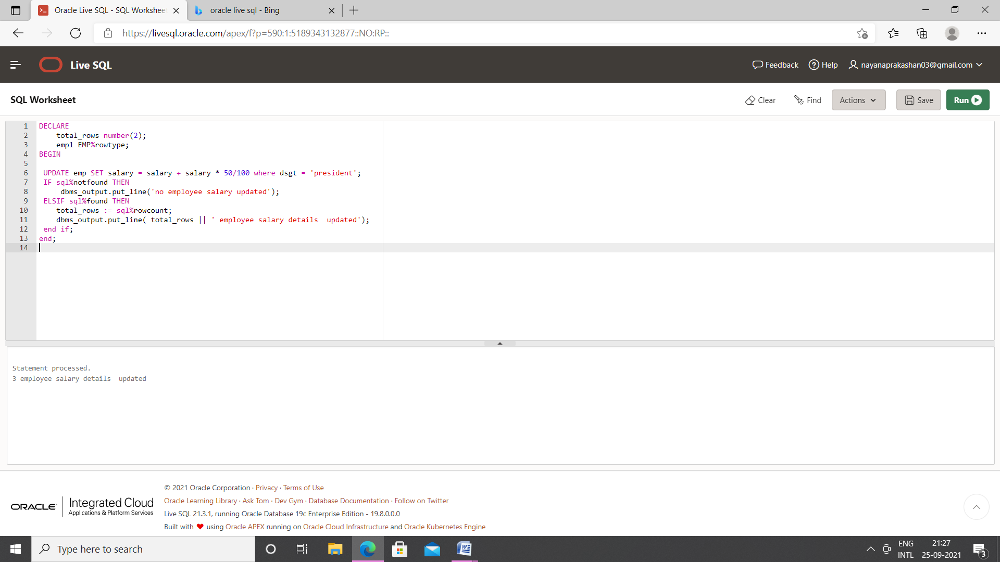 Oracle Live SQL - SQL Workshee
oracle live sql - Bing
https://livesql.oracle.com/apex/f?p=590:1:5189343132877::NO:RP::
Live SQL
Feedback
Help
nayanaprakashan03@gmail.com
SQL Worksheet
Clear
Find
Actions
Save
Run
1 DECLARE
2 total_rows number(2);
3 emp1 EMP%rowtype;
4 BEGIN
5
6 UPDATE emp SET salary = salary + salary * 50/100 where dsgt = 'president';
7 IF sql%notfound THEN
8 dbms_output.put_line('no employee salary updated');
9 ELSIF sql%found THEN
10 total_rows := sql%rowcount;
11 dbms_output.put_line( total_rows || ' employee salary details  updated');
12 end if;
13 end;
14
Statement processed.
3 employee salary details  updated
© 2021 Oracle Corporation · Privacy · Terms of Use
Oracle Learning Library · Ask Tom · Dev Gym · Database Documentation · Follow on Twitter
Live SQL 21.3.1, running Oracle Database 19c Enterprise Edition - 19.8.0.0.0
Built with ❤ using Oracle APEX running on Oracle Cloud Infrastructure and Oracle Kubernetes Engine
ORACLE
Integrated Cloud
Applications & Platform Services
Type here to search
ENG
INTL
21:27
25-09-2021
3